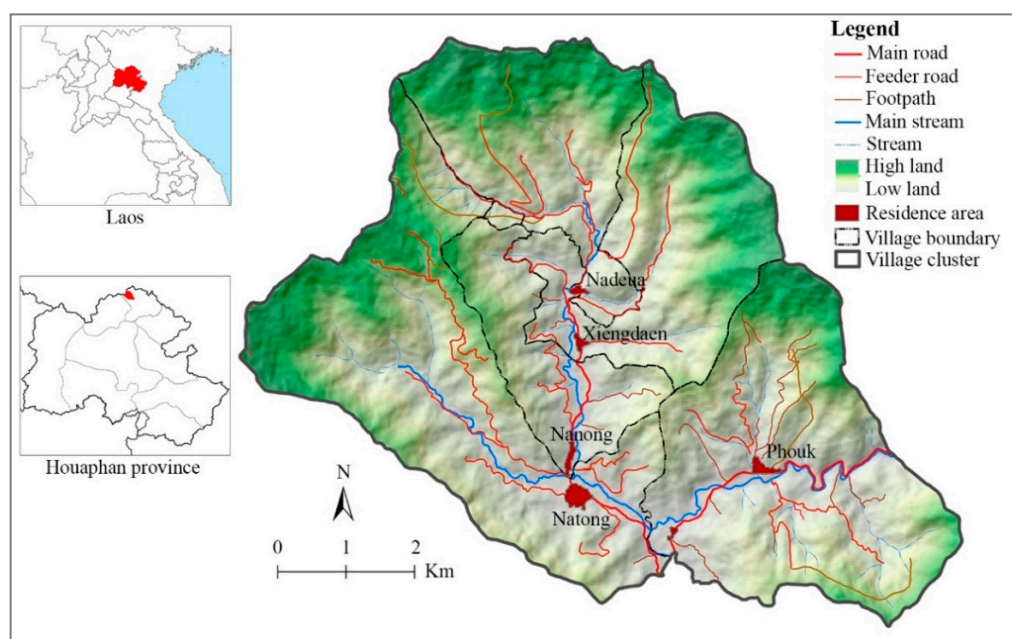 Laos
Houaphan province
Legend
Main road
Feeder road
Footpath
Main stream
Stream
High land
Low land
Residence area
Village boundary
Village cluster
Nadeua
Xiengdaen
Nanong
Natong
Phouk
N
0 1 2
Km